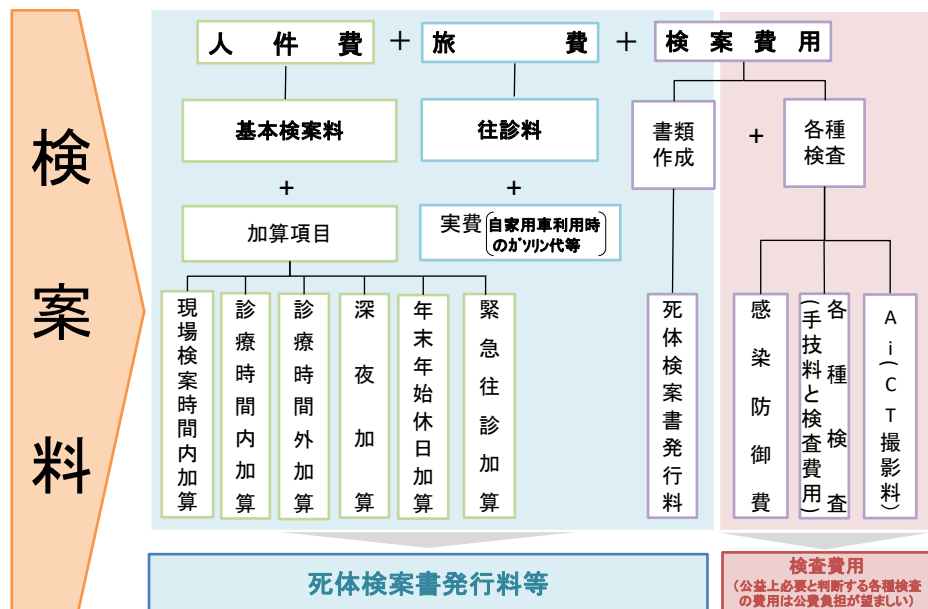 検案料
人件費 + 旅費 + 検案費用
基本検案料
往診料
書類
作成
+
各種
検査
+
+
加算項目
実費(自家用車利用時
のガソリン代等)
現場検案時間内加算
診療時間内加算
診療時間外加算
深夜加算
年末年始休日加算
緊急往診加算
死体検案書発行料
感染防御費
各種検査
(手技料と検査費用)
Ai(CT撮影料)
死体検案書発行料等
検査費用
(公益上必要と判断する各種検査
の費用は公費負担が望ましい)